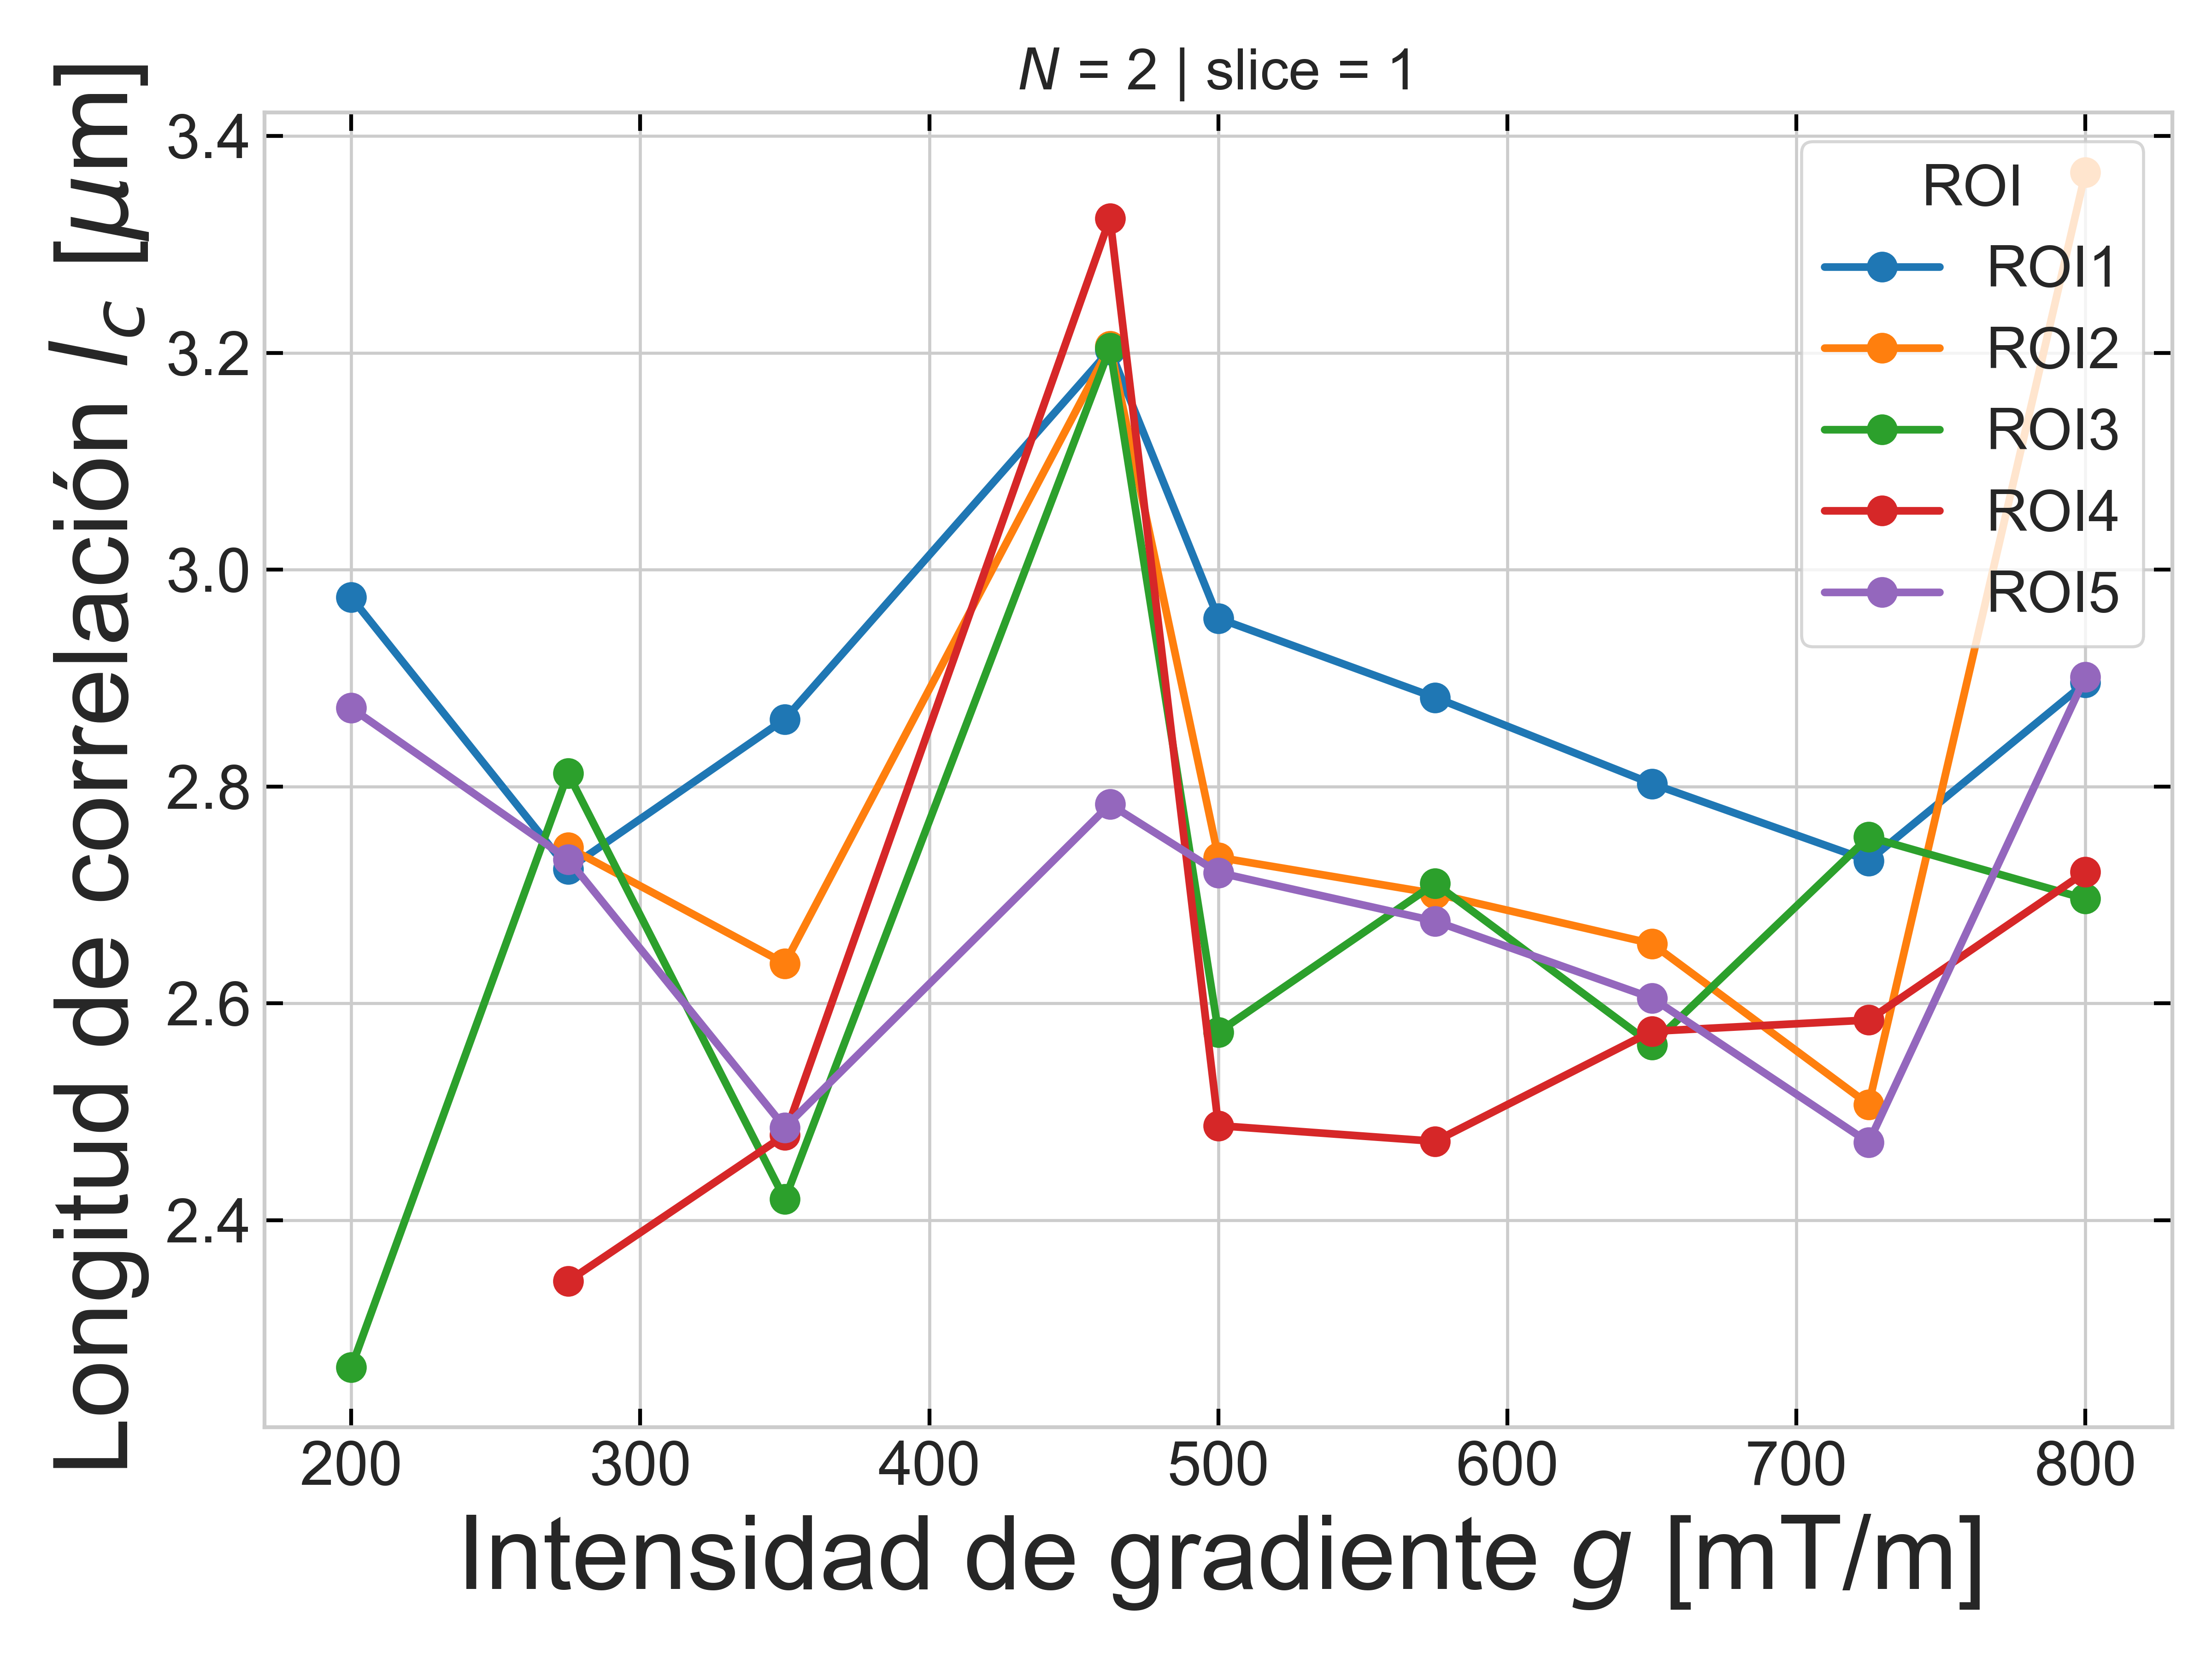 N = 2 | slice = 1
Longitud de correlación l_c [μm]
3.4
3.2
3.0
2.8
2.6
2.4
200 300 400 500 600 700 800
Intensidad de gradiente g [mT/m]
ROI
ROI1
ROI2
ROI3
ROI4
ROI5